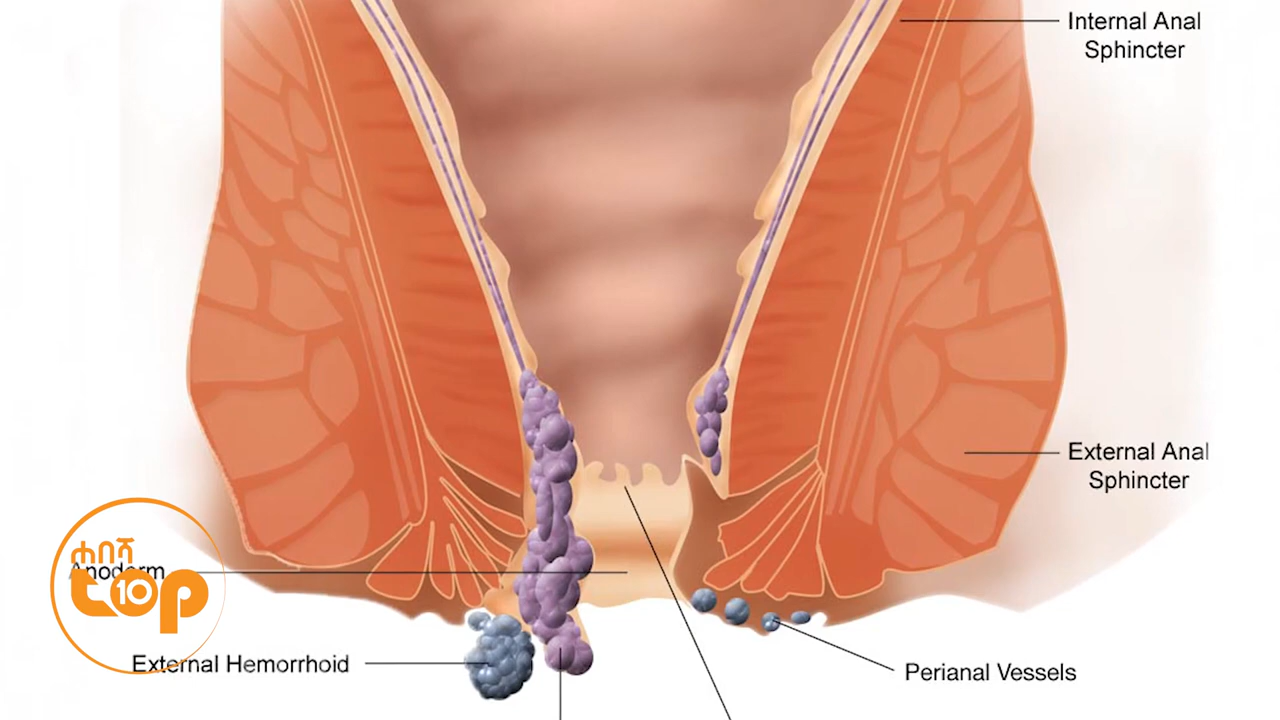 Internal Anal
Sphincter
External Anal
Sphincter
ሐበሻ
Anoderm
top
10
External Hemorrhoid
Perianal Vessels